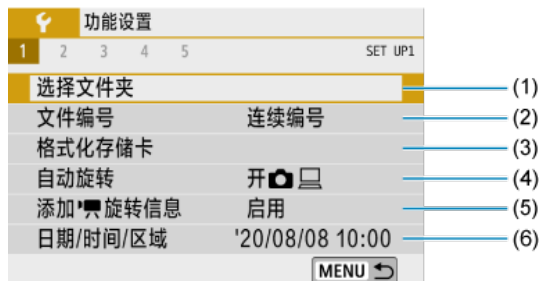 功能设置
1 2 3 4 5 SET UP1
选择文件夹 (1)
文件编号 连续编号 (2)
格式化存储卡 (3)
自动旋转 开 (4)
添加旋转信息 启用 (5)
日期/时间/区域 '20/08/08 10:00 (6)
MENU